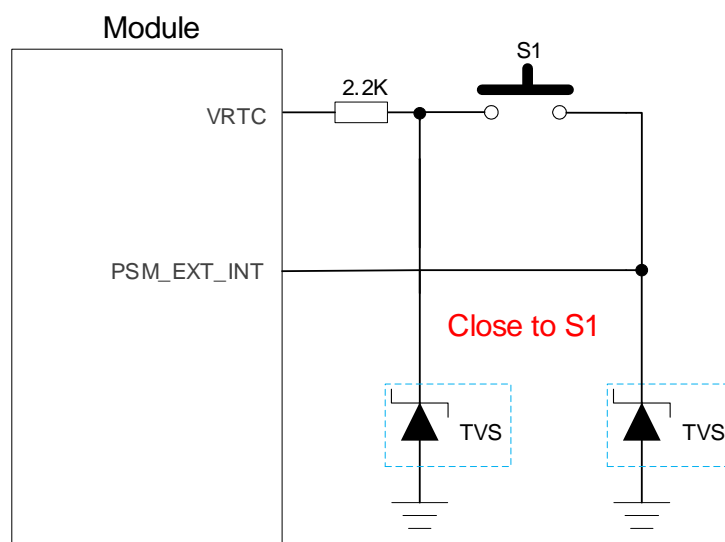 Module
S1
2.2K
VRTC
PSM_EXT_INT
Close to S1
TVS
TVS